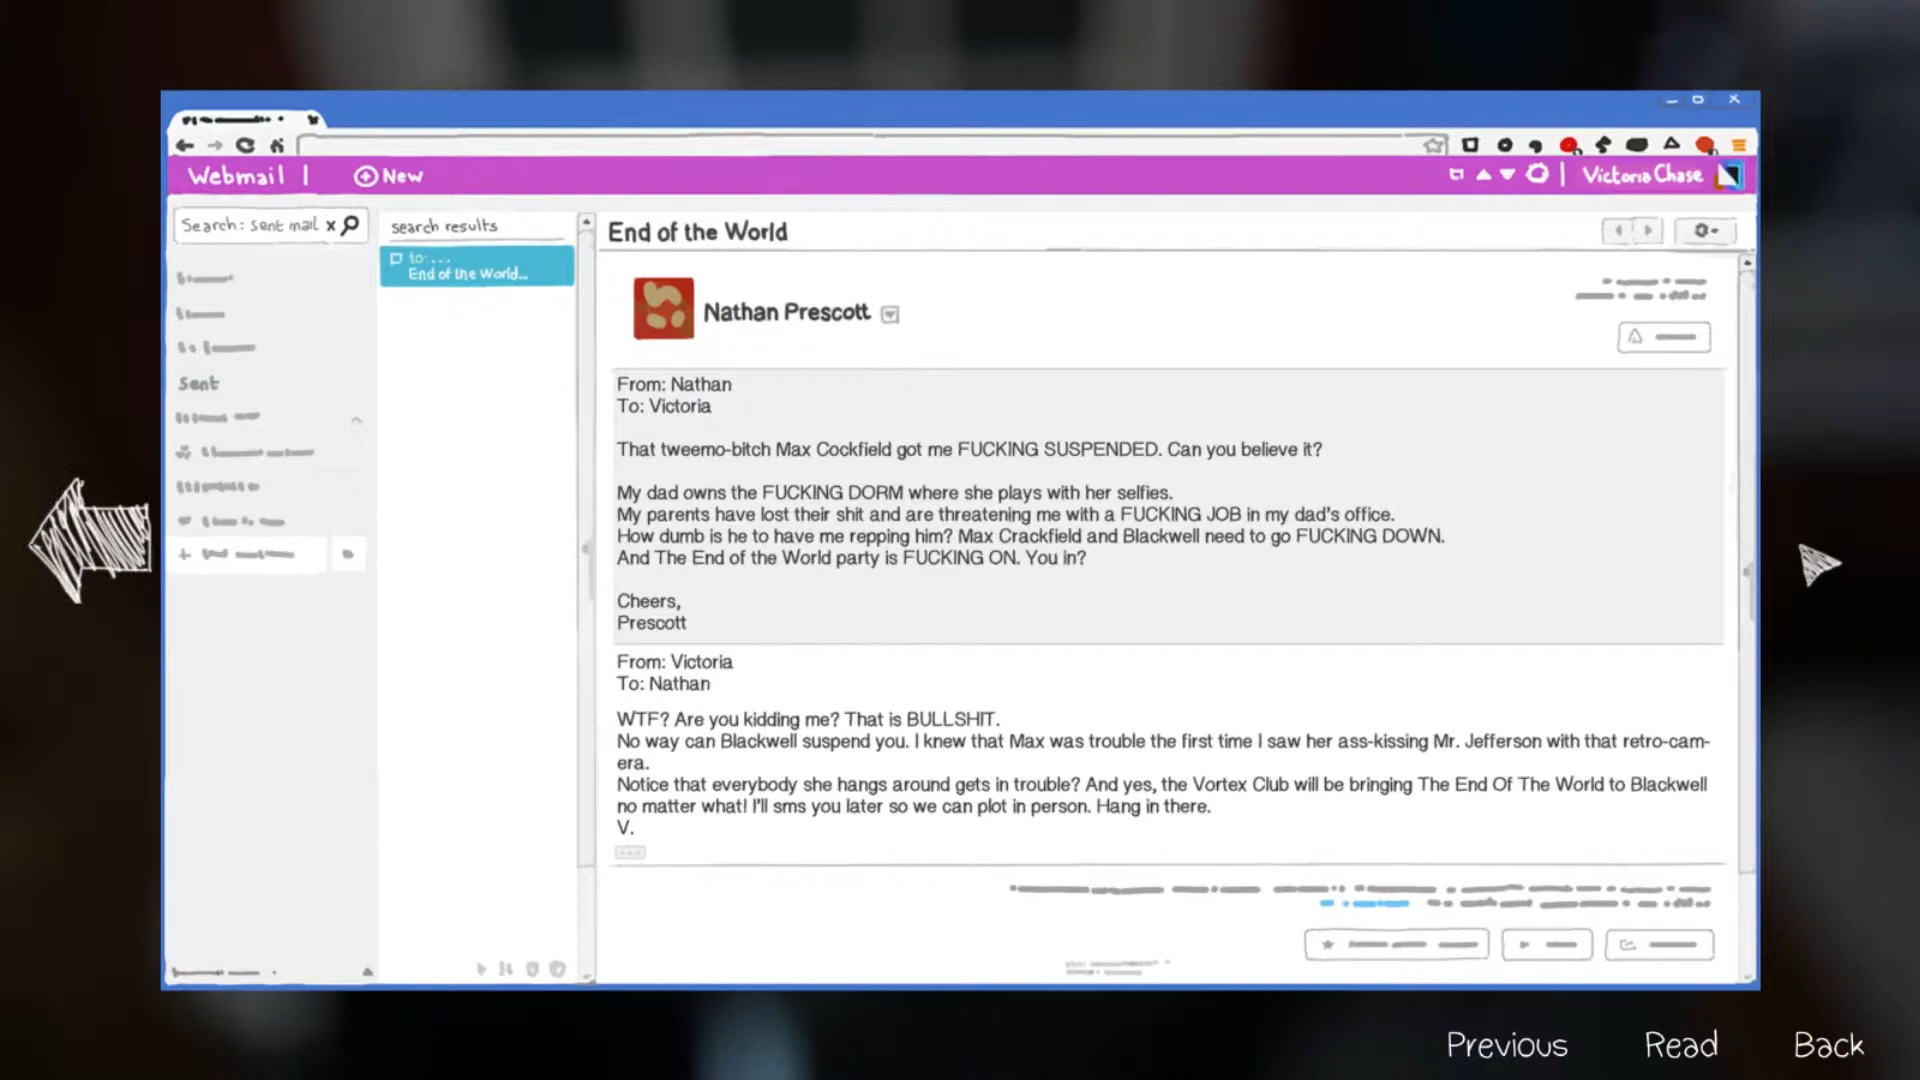 Webmail | New
Victoria Chase
Search: sent mail x
search results
to:...
End of the World...
Sent
End of the World
Nathan Prescott
From: Nathan
To: Victoria
That tweemo-bitch Max Cockfield got me FUCKING SUSPENDED. Can you believe it?
My dad owns the FUCKING DORM where she plays with her selfies.
My parents have lost their shit and are threatening me with a FUCKING JOB in my dad's office.
How dumb is he to have me repping him? Max Crackfield and Blackwell need to go FUCKING DOWN.
And The End of the World party is FUCKING ON. You in?
Cheers,
Prescott
From: Victoria
To: Nathan
WTF? Are you kidding me? That is BULLSHIT.
No way can Blackwell suspend you. I knew that Max was trouble the first time I saw her ass-kissing Mr. Jefferson with that retro-cam-
era.
Notice that everybody she hangs around gets in trouble? And yes, the Vortex Club will be bringing The End Of The World to Blackwell
no matter what! I'll sms you later so we can plot in person. Hang in there.
V.
Previous
Read
Back